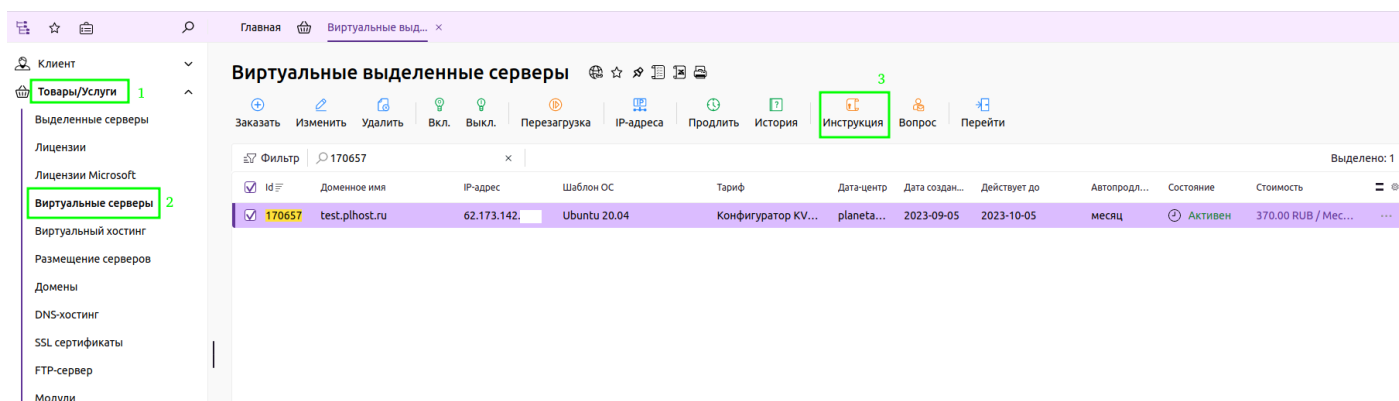 Главная
Виртуальные выд... ×
Клиент
Товары/Услуги
1
Выделенные серверы
Лицензии
Лицензии Microsoft
Виртуальные серверы
2
Виртуальный хостинг
Размещение серверов
Домены
DNS-хостинг
SSL сертификаты
FTP-сервер
Модули
Виртуальные выделенные серверы
3
Заказать Изменить Удалить Вкл. Выкл. Перезагрузка IP-адреса Продлить История Инструкция Вопрос Перейти
Фильтр 170657 × Выделено: 1
Id Доменное имя IP-адрес Шаблон ОС Тариф Дата-центр Дата создан... Действует до Автопродл... Состояние Стоимость
170657 test.plhost.ru 62.173.142. Ubuntu 20.04 Конфигуратор KV... planeta... 2023-09-05 2023-10-05 месяц Активен 370.00 RUB / Мес... ...